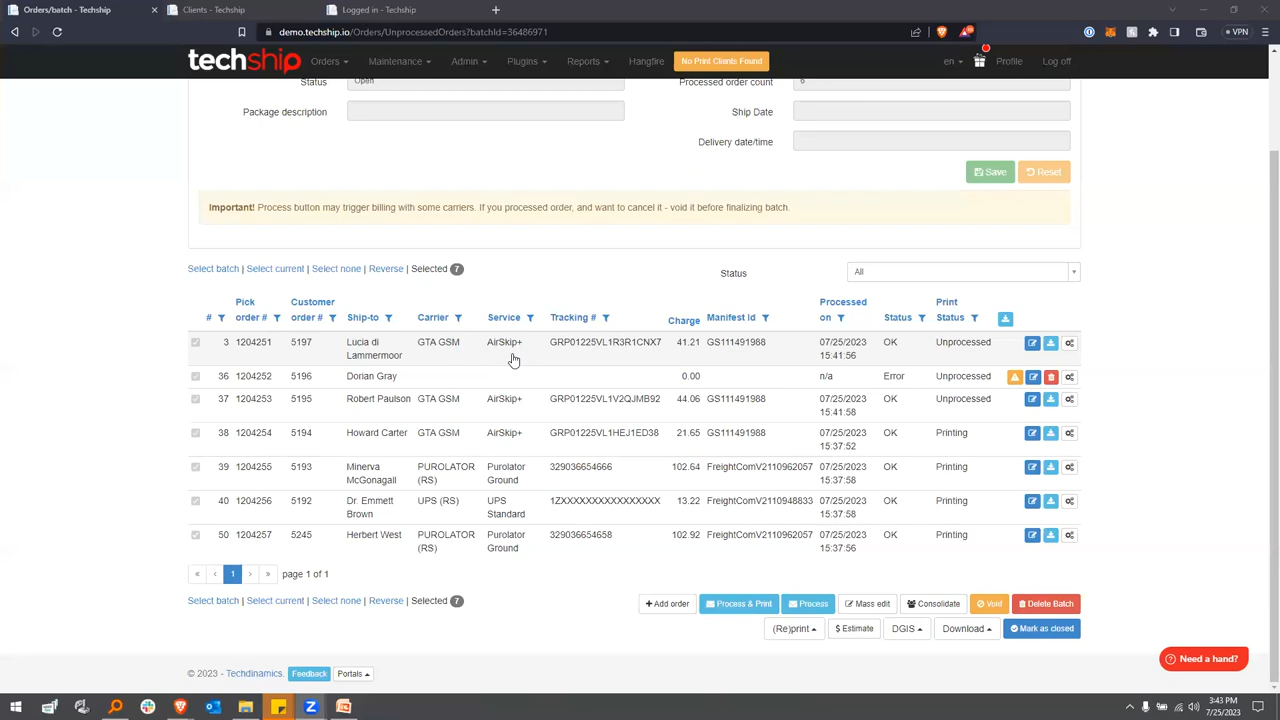 Orders/batch - Techship
Clients - Techship
Logged in - Techship
demo.techship.io/Orders/UnprocessedOrders?batchId=36486971
VPN
techship Orders Maintenance Admin Plugins Reports Hangfire No Print Clients Found en Profile Log off
Status Open Processed order count 6
Package description Ship Date
Delivery date/time
Save Reset
Important! Process button may trigger billing with some carriers. If you processed order, and want to cancel it - void it before finalizing batch.
Select batch | Select current | Select none | Reverse | Selected 7
Status All
# Pick order # Customer order # Ship-to Carrier Service Tracking # Charge Manifest Id Processed on Status Print Status
3 1204251 5197 Lucia di Lammermoor GTA GSM AirSkip+ GRP01225VL1R3R1CNX7 41.21 GS111491988 07/25/2023 15:41:56 OK Unprocessed
36 1204252 5196 Dorian Gray 0.00 n/a Error Unprocessed
37 1204253 5195 Robert Paulson GTA GSM AirSkip+ GRP01225VL1V2QJMB92 44.06 GS111491988 07/25/2023 15:41:58 OK Unprocessed
38 1204254 5194 Howard Carter GTA GSM AirSkip+ GRP01225VL1HEJ1ED38 21.65 GS111491988 07/25/2023 15:37:52 OK Printing
39 1204255 5193 Minerva McGonagall PUROLATOR (RS) Purolator Ground 329036654666 102.64 FreightComV2110962057 07/25/2023 15:37:58 OK Printing
40 1204256 5192 Dr. Emmett Brown UPS (RS) UPS Standard 1ZXXXXXXXXXXXXXXXX 13.22 FreightComV2110948833 07/25/2023 15:37:58 OK Printing
50 1204257 5245 Herbert West PUROLATOR (RS) Purolator Ground 329036654658 102.92 FreightComV2110962057 07/25/2023 15:37:56 OK Printing
« ‹ 1 › » page 1 of 1
Select batch | Select current | Select none | Reverse | Selected 7
+ Add order Process & Print Process Mass edit Consolidate Void Delete Batch
(Re)print $ Estimate DGIS Download Mark as closed
Need a hand?
© 2023 - Techdinamics. Feedback Portals
3:43 PM
7/25/2023